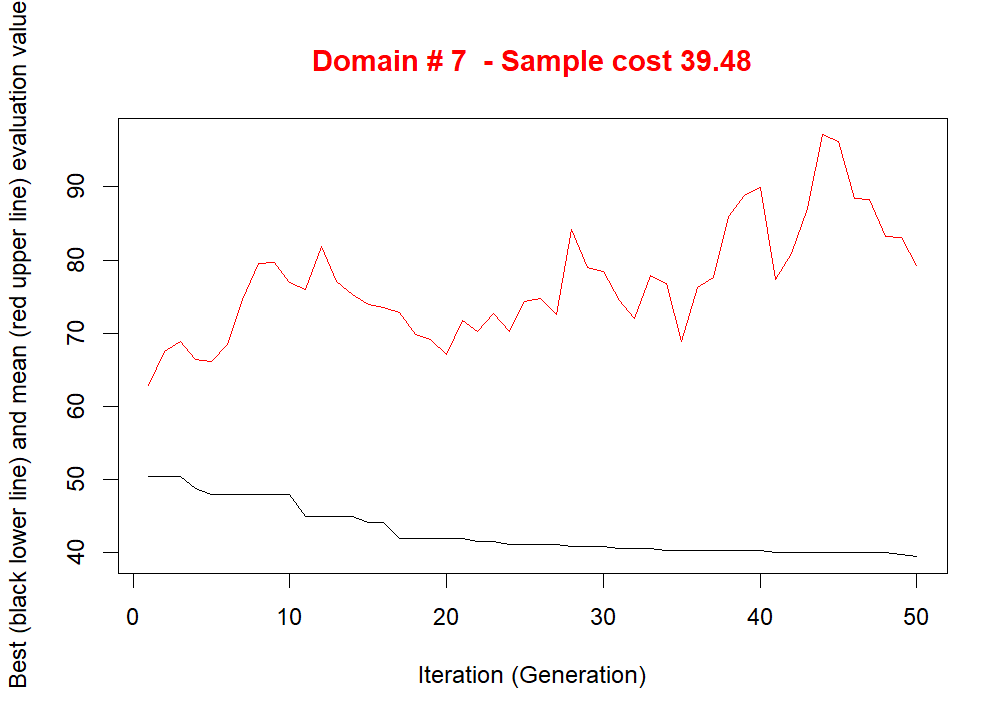 Domain # 7  - Sample cost 39.48
Best (black lower line) and mean (red upper line) evaluation value
90
80
70
60
50
40
0 10 20 30 40 50
Iteration (Generation)